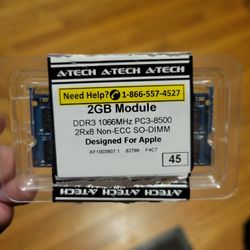 A-TECH A-TECH A-TECH
Need Help? 1-866-557-4527
2GB Module
DDR3 1066MHz PC3-8500
2Rx8 Non-ECC SO-DIMM
Designed For Apple
45
A-TECH
A-TECH